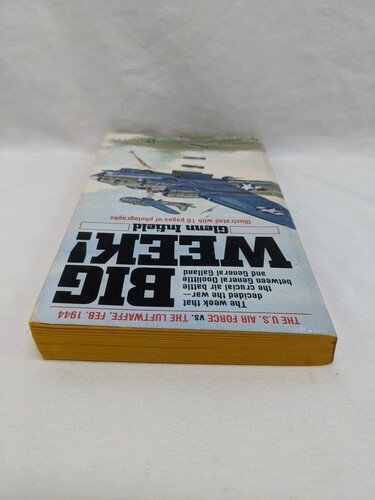 THE U.S. AIR FORCE VS. THE LUFTWAFFE, FEB. 1944
BIG
WEEK!
The week that
decided the war—
the crucial air battle
between General Doolittle
and General Galland
Glenn Infield
Illustrated with 16 pages of photographs